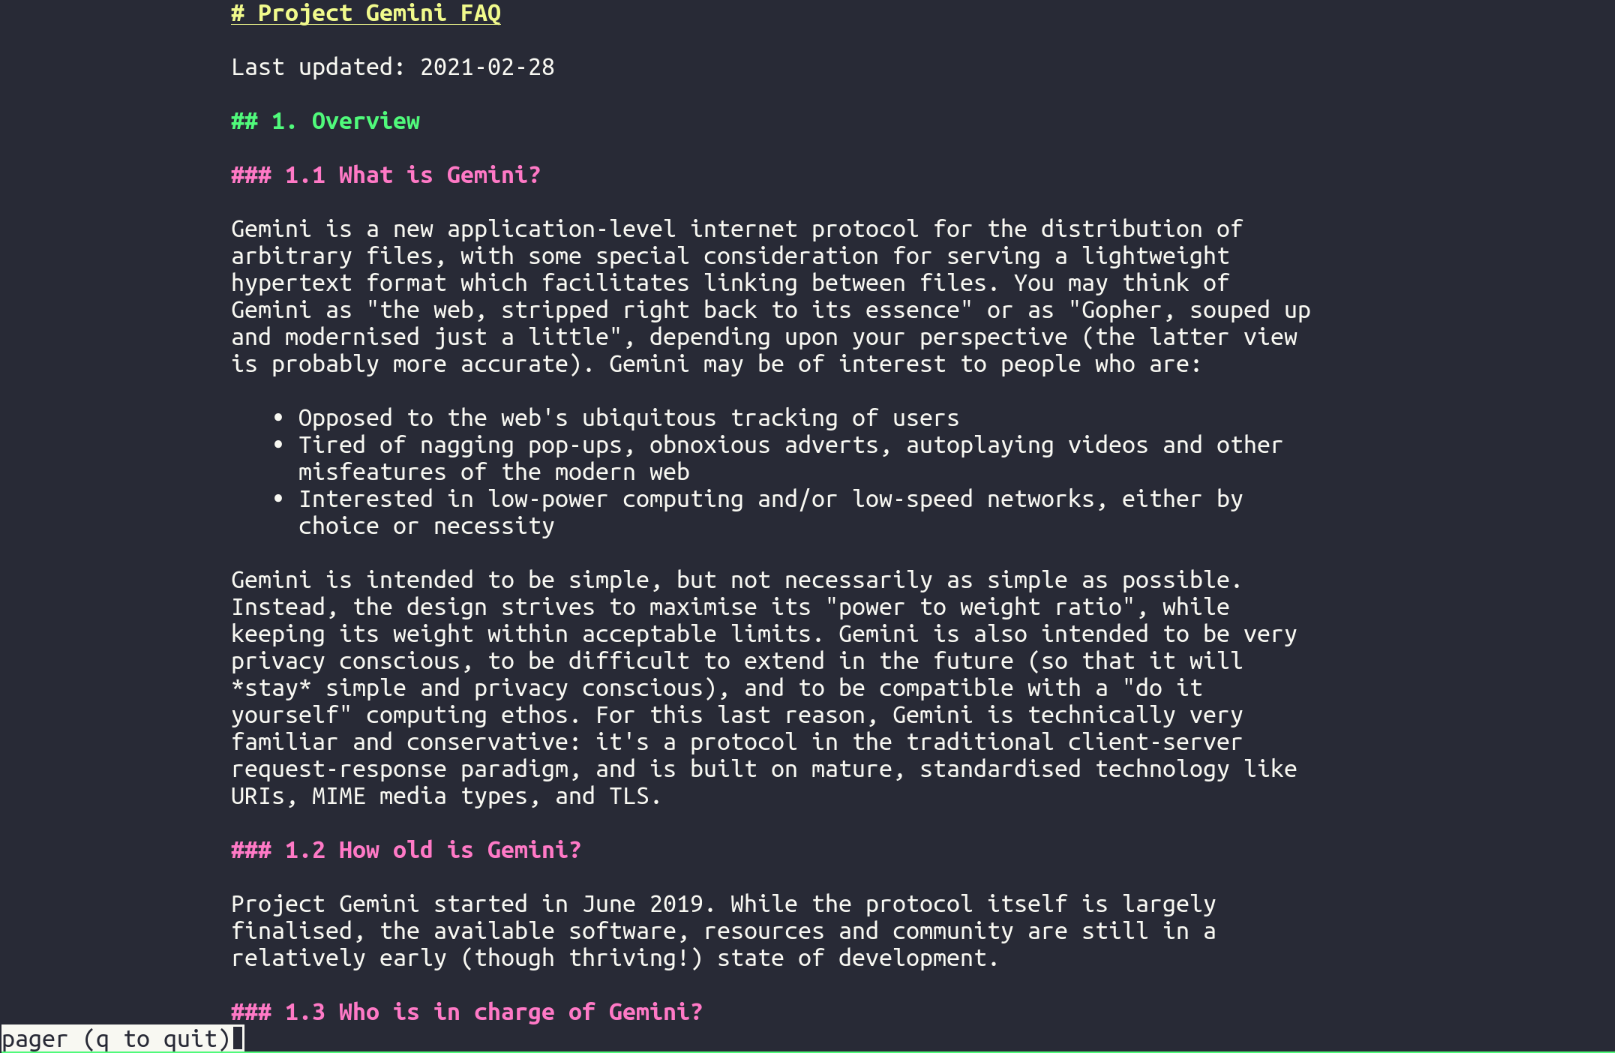 # Project Gemini FAQ
Last updated: 2021-02-28
## 1. Overview
### 1.1 What is Gemini?
Gemini is a new application-level internet protocol for the distribution of
arbitrary files, with some special consideration for serving a lightweight
hypertext format which facilitates linking between files. You may think of
Gemini as "the web, stripped right back to its essence" or as "Gopher, souped up
and modernised just a little", depending upon your perspective (the latter view
is probably more accurate). Gemini may be of interest to people who are:
• Opposed to the web's ubiquitous tracking of users
• Tired of nagging pop-ups, obnoxious adverts, autoplaying videos and other
misfeatures of the modern web
• Interested in low-power computing and/or low-speed networks, either by
choice or necessity
Gemini is intended to be simple, but not necessarily as simple as possible.
Instead, the design strives to maximise its "power to weight ratio", while
keeping its weight within acceptable limits. Gemini is also intended to be very
privacy conscious, to be difficult to extend in the future (so that it will
*stay* simple and privacy conscious), and to be compatible with a "do it
yourself" computing ethos. For this last reason, Gemini is technically very
familiar and conservative: it's a protocol in the traditional client-server
request-response paradigm, and is built on mature, standardised technology like
URIs, MIME media types, and TLS.
### 1.2 How old is Gemini?
Project Gemini started in June 2019. While the protocol itself is largely
finalised, the available software, resources and community are still in a
relatively early (though thriving!) state of development.
### 1.3 Who is in charge of Gemini?
pager (q to quit)